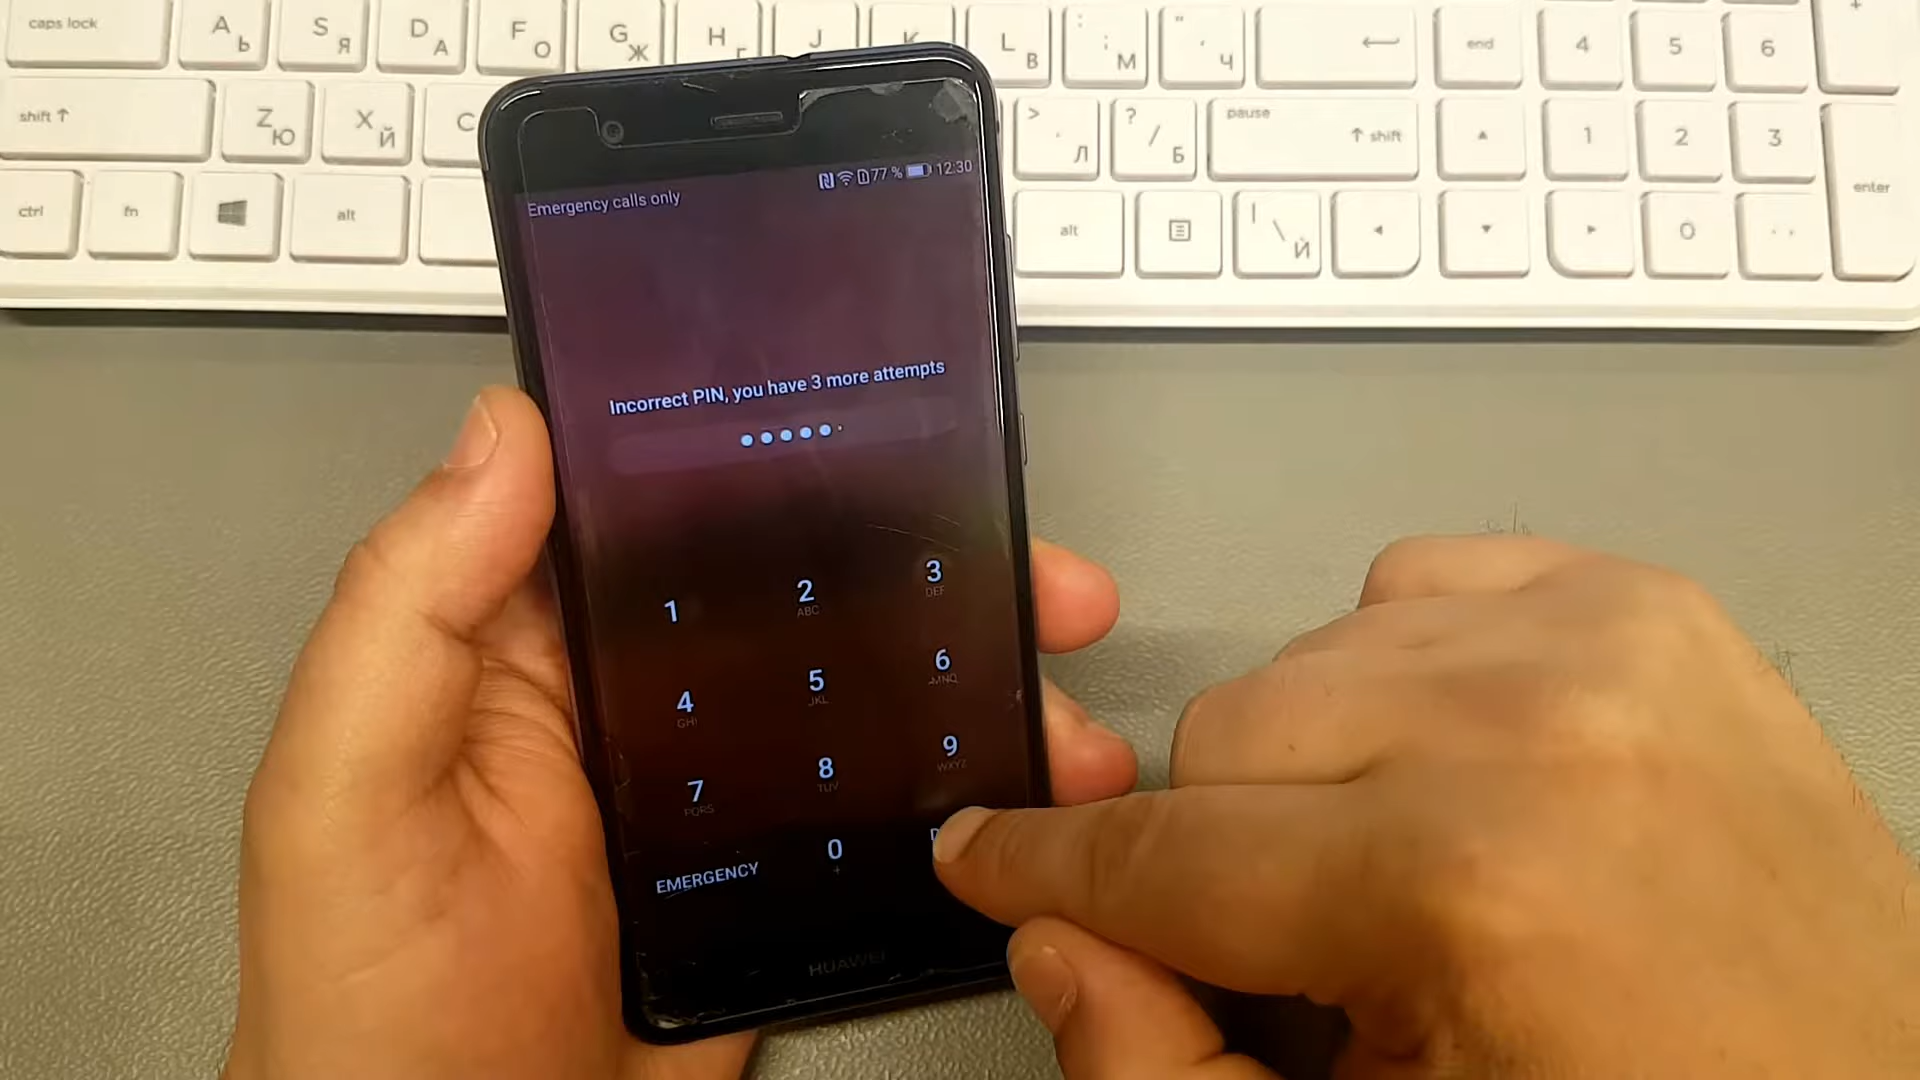 caps lock
A Ь
S Я
D А
F О
G Ж
H Г
J
K
L В
: ; М
" ' Ч
←
end
4
5
6
+
shift ↑
Z Ю
X Й
C
> . Л
? / Б
pause ↑ shift
▲
1
2
3
enter
ctrl
fn
alt
alt
| \ Ѝ
◄
▼
►
0
Emergency calls only
77 % 12:30
Incorrect PIN, you have 3 more attempts
1
2 ABC
3 DEF
4 GHI
5 JKL
6 MNO
7 PQRS
8 TUV
9 WXYZ
EMERGENCY
0 +
HUAWEI